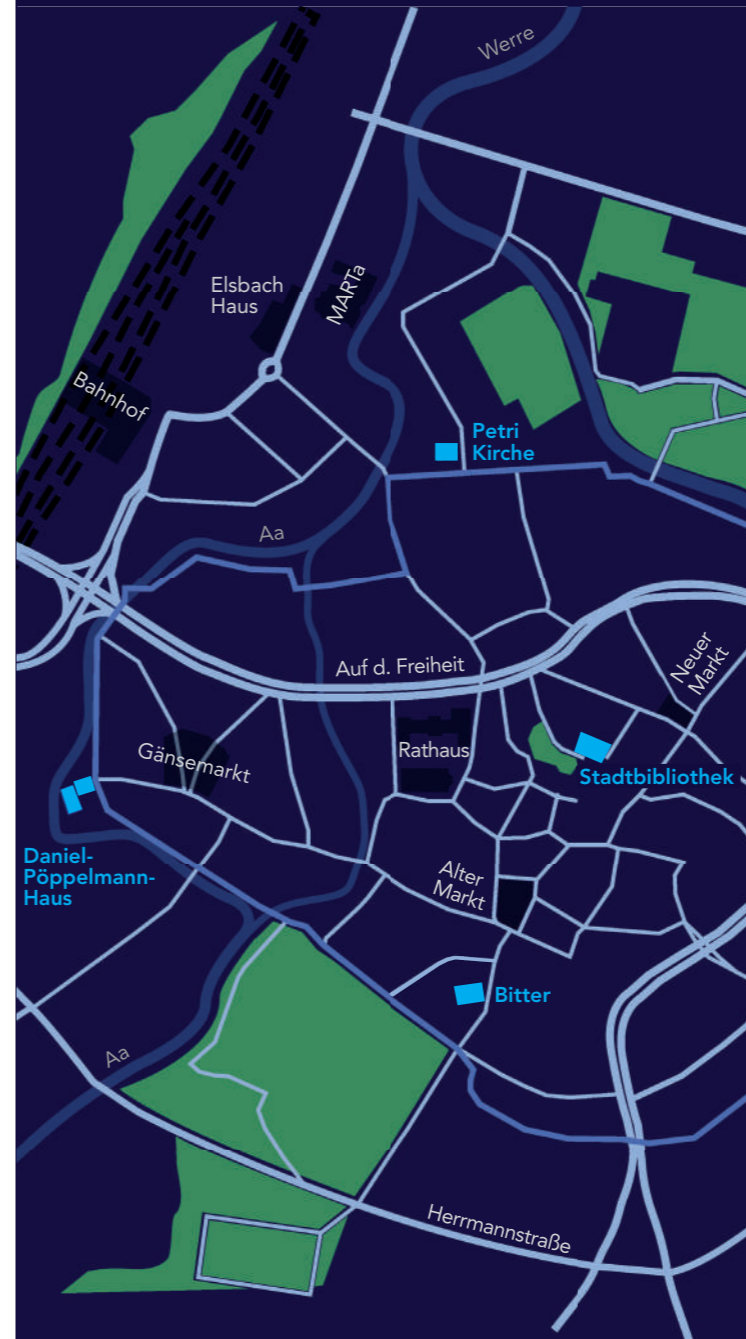 Werre
Elsbach
Haus
MARTa
Bahnhof
Petri
Kirche
Aa
Auf d. Freiheit
Neuer
Markt
Gänsemarkt
Rathaus
Stadtbibliothek
Daniel-
Pöppelmann-
Haus
Alter
Markt
Bitter
Aa
Herrmannstraße